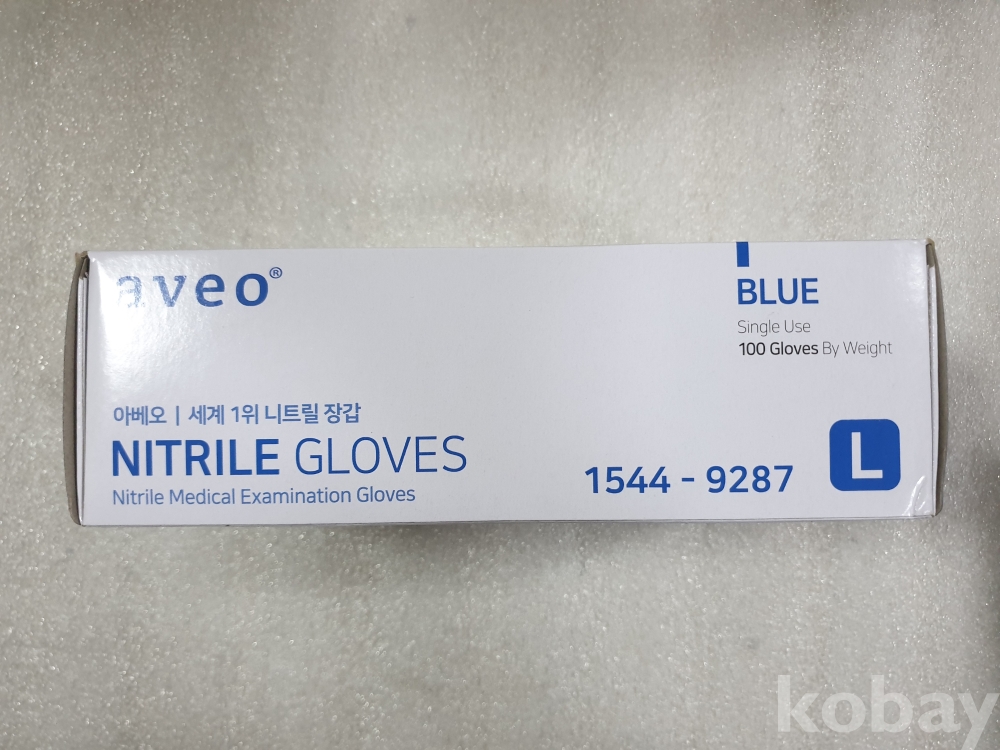 aveo®
BLUE
Single Use
100 Gloves By Weight
아베오 | 세계 1위 니트릴 장갑
NITRILE GLOVES
Nitrile Medical Examination Gloves
1544 - 9287
L
kobay